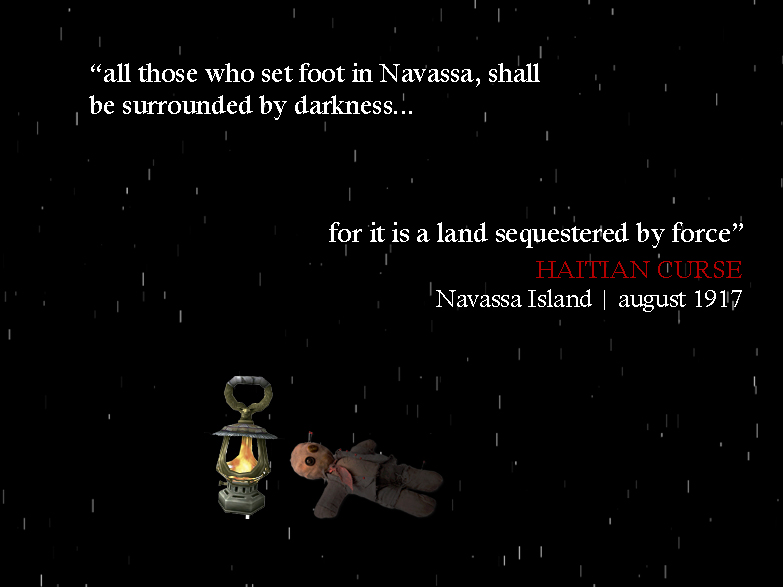 “all those who set foot in Navassa, shall
be surrounded by darkness...
for it is a land sequestered by force”
HAITIAN CURSE
Navassa Island | august 1917